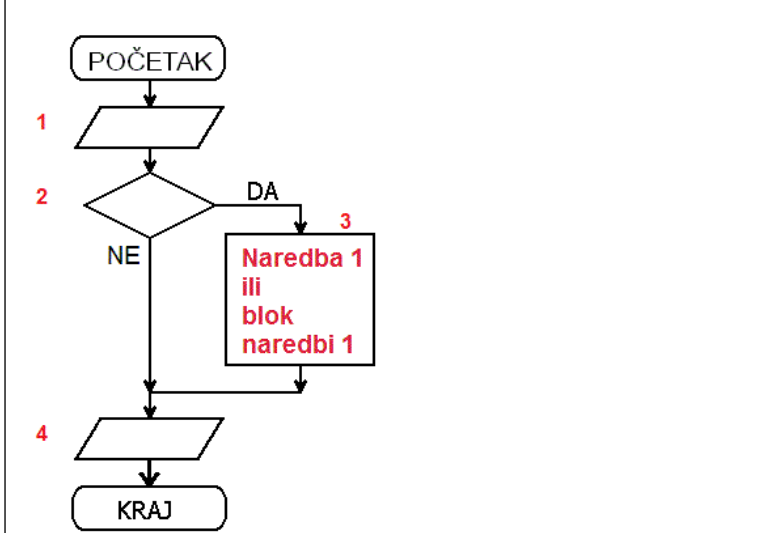 POČETAK
1
2
DA
3
NE
Naredba 1
ili
blok
naredbi 1
4
KRAJ